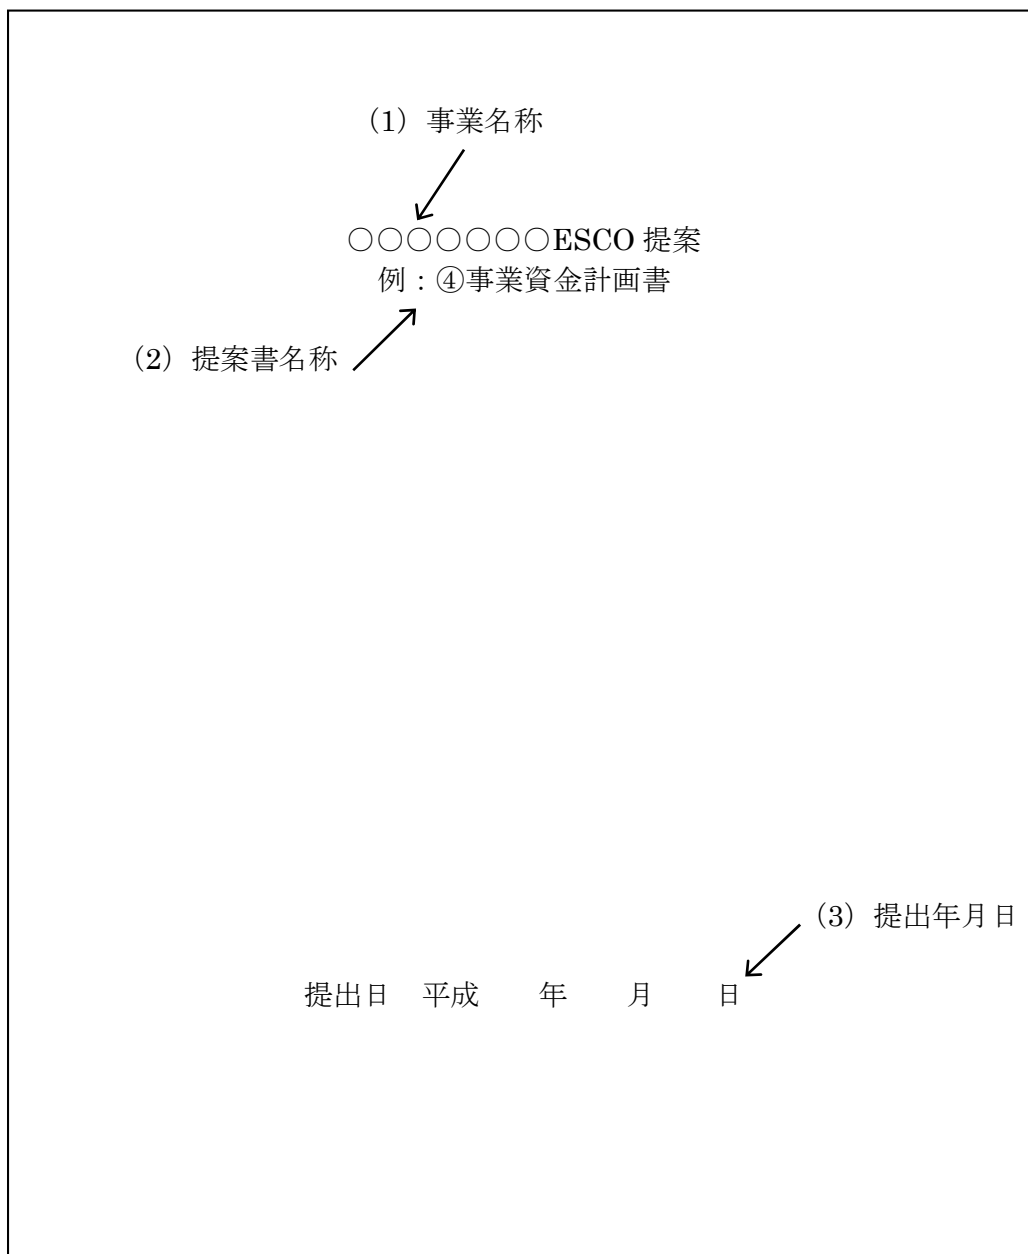 （1）事業名称
○○○○○○○ESCO 提案
例：④事業資金計画書
（2）提案書名称
（3）提出年月日
提出日　平成　　年　　月　　日